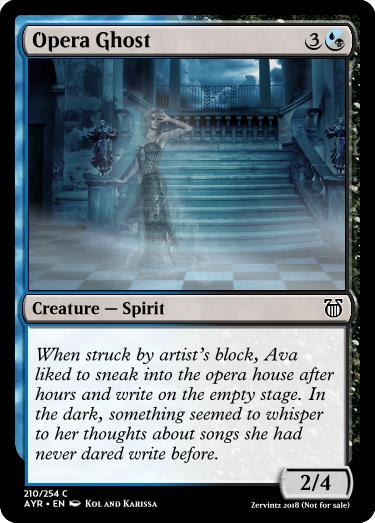 Opera Ghost 3
Creature — Spirit
When struck by artist's block, Ava
liked to sneak into the opera house after
hours and write on the empty stage. In
the dark, something seemed to whisper
to her thoughts about songs she had
never dared write before.
2/4
210/254 C
AYR • EN Kol and Karissa
Zervintz 2018 (Not for sale)